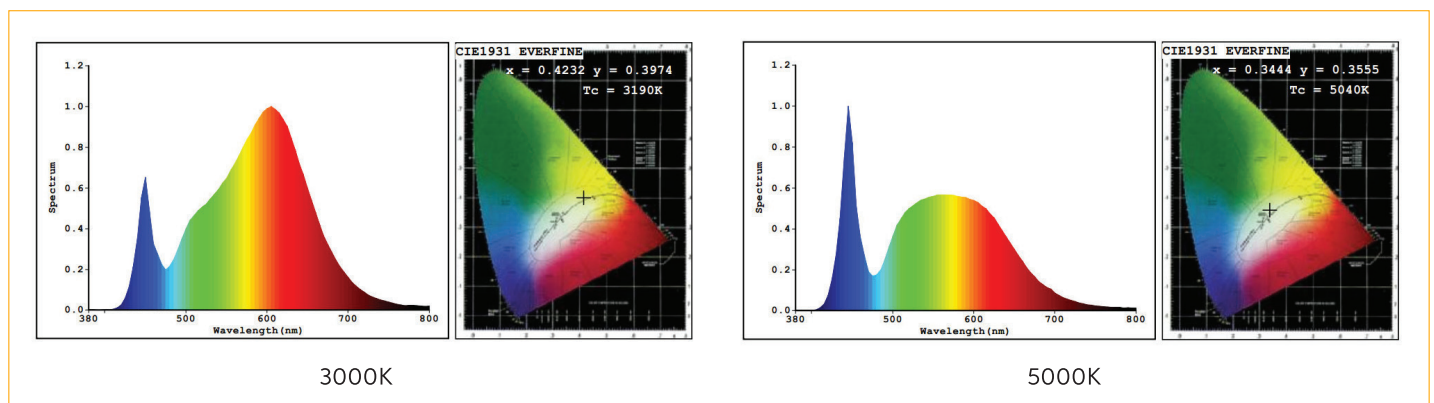 CIE1931 EVERFINE
x = 0.4232 y = 0.3974
Tc = 3190K
1.2
1.0
0.8
0.6
0.4
0.2
0.0
Spectrum
380
500
600
700
800
Wavelength(nm)
3000K
CIE1931 EVERFINE
x = 0.3444 y = 0.3555
Tc = 5040K
1.2
1.0
0.8
0.6
0.4
0.2
0.0
Spectrum
380
500
600
700
800
Wavelength(nm)
5000K